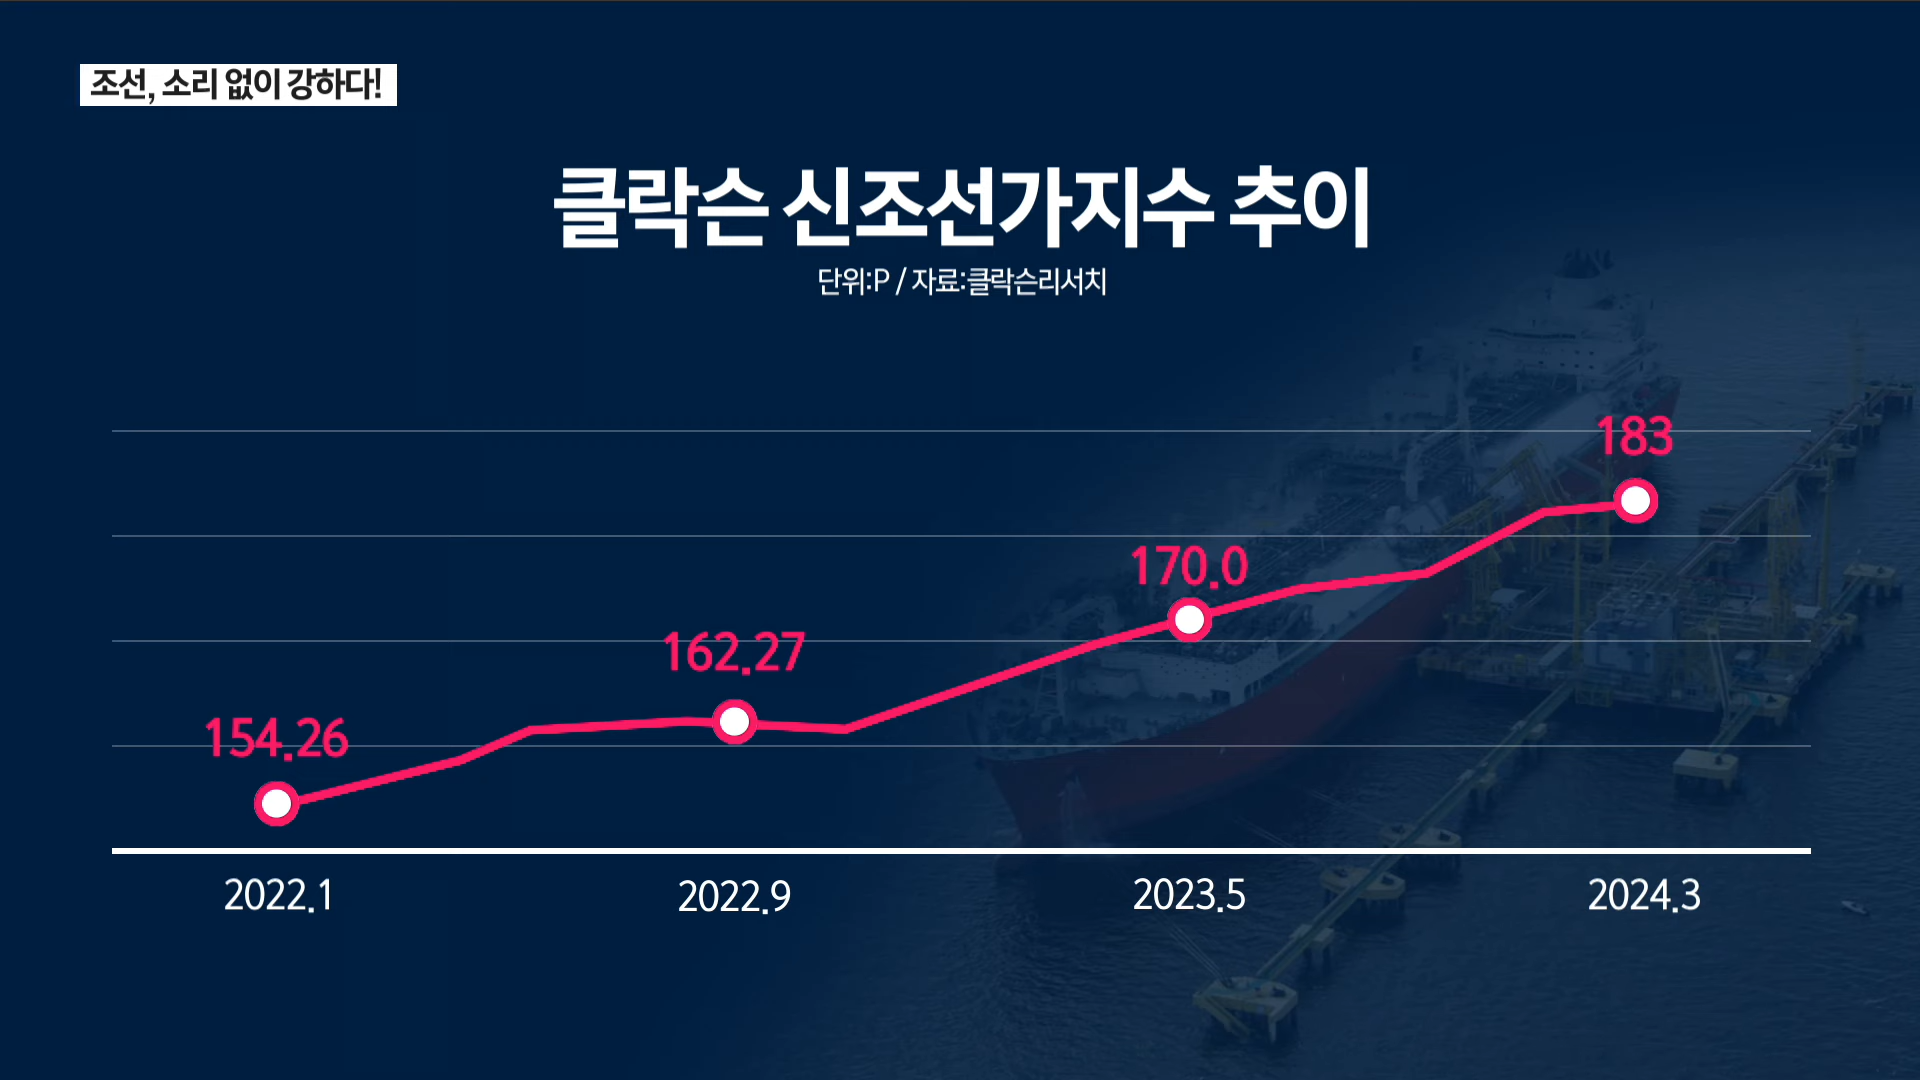 조선, 소리 없이 강하다!
클락슨 신조선가지수 추이
단위:P / 자료:클락슨리서치
183
170.0
162.27
154.26
2022.1 2022.9 2023.5 2024.3